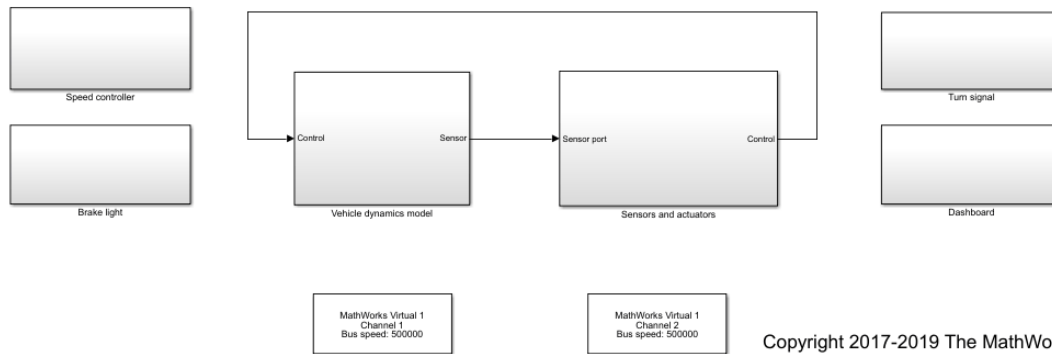 Speed controller
Control
Sensor
Vehicle dynamics model
Sensor port
Control
Sensors and actuators
Turn signal
Brake light
Dashboard
MathWorks Virtual 1
Channel 1
Bus speed: 500000
MathWorks Virtual 1
Channel 2
Bus speed: 500000
Copyright 2017-2019 The MathWo